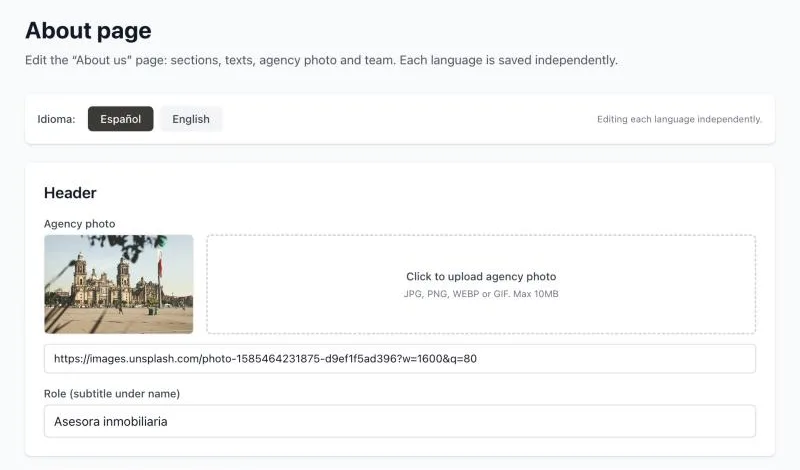 About page
Edit the “About us” page: sections, texts, agency photo and team. Each language is saved independently.
Idioma: Español English Editing each language independently.
Header
Agency photo
Click to upload agency photo
JPG, PNG, WEBP or GIF. Max 10MB
https://images.unsplash.com/photo-1585464231875-d9ef1f5ad396?w=1600&q=80
Role (subtitle under name)
Asesora inmobiliaria